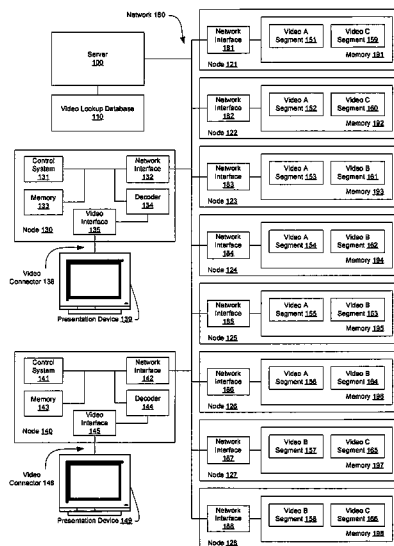 Network 180
Server
100
Video Lookup Database
110
Control
System
131
Network
Interface
132
Memory
133
Decoder
134
Video
Interface
135
Node 130
Video
Connector 138
Presentation Device 139
Control
System
141
Network
Interface
142
Memory
143
Decoder
144
Video
Interface
145
Node 140
Video
Connector 148
Presentation Device 149
Network
Interface
181
Video A
Segment 151
Video C
Segment 159
Memory 191
Node 121
Network
Interface
182
Video A
Segment 152
Video C
Segment 160
Memory 192
Node 122
Network
Interface
183
Video A
Segment 153
Video B
Segment 161
Memory 193
Node 123
Network
Interface
184
Video A
Segment 154
Video B
Segment 162
Memory 194
Node 124
Network
Interface
185
Video A
Segment 155
Video B
Segment 163
Memory 195
Node 125
Network
Interface
186
Video A
Segment 156
Video B
Segment 164
Memory 196
Node 126
Network
Interface
187
Video B
Segment 157
Video C
Segment 165
Memory 197
Node 127
Network
Interface
188
Video B
Segment 158
Video C
Segment 166
Memory 198
Node 128